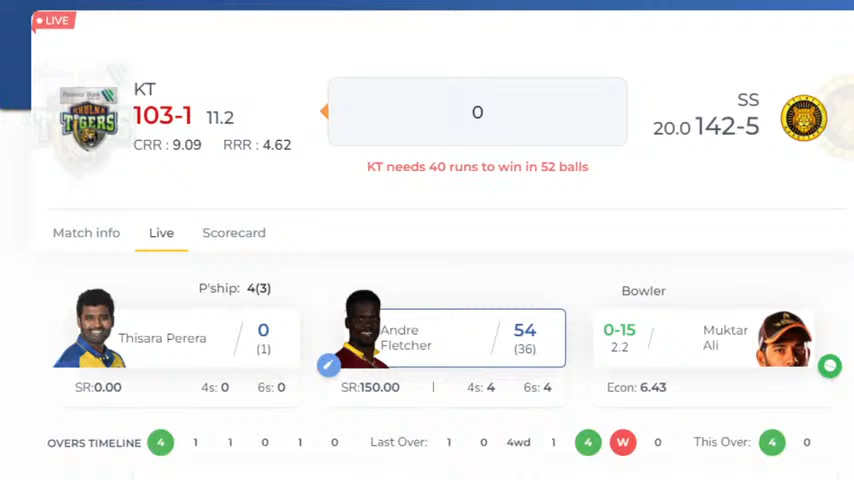 LIVE
KT
103-1 11.2
CRR : 9.09 RRR : 4.62
0
KT needs 40 runs to win in 52 balls
SS
20.0 142-5
KHULNA
TIGERS
Match info Live Scorecard
P'ship: 4(3)
Thisara Perera 0
(1)
SR:0.00 4s: 0 6s: 0
Andre
Fletcher
54
(36)
SR:150.00 4s: 4 6s: 4
Bowler
0-15
2.2
Muktar
Ali
Econ: 6.43
OVERS TIMELINE 4 1 1 0 1 0 Last Over: 1 0 4wd 1 4 W 0 This Over: 4 0